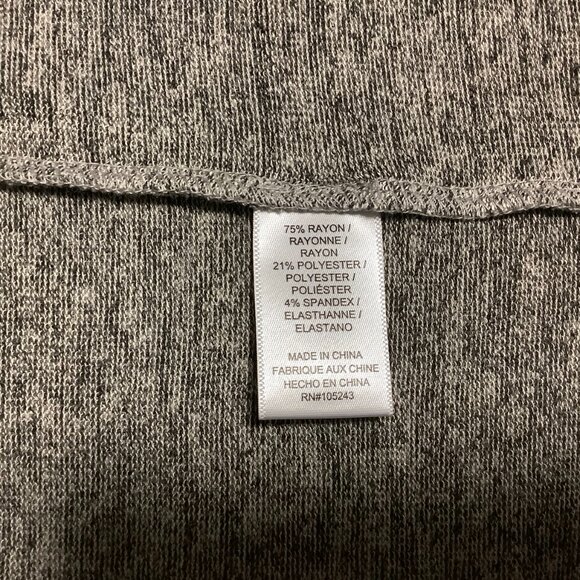 75% RAYON /
RAYONNE /
RAYON
21% POLYESTER /
POLYESTER /
POLIÉSTER
4% SPANDEX /
ELASTHANNE /
ELASTANO
MADE IN CHINA
FABRIQUE AUX CHINE
HECHO EN CHINA
RN#105243